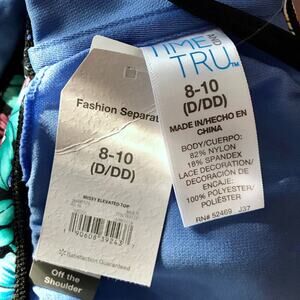 Fashion Separat
8-10
(D/DD)
MISSY ELEVATED TOP
Satisfaction Guaranteed
Off the
Shoulder
TIME AND
TRU™
8-10
(D/DD)
MADE IN/HECHO EN
CHINA
BODY/CUERPO:
82% NYLON
18% SPANDEX
LACE DECORATION/
DECORACIÓN DE
ENCAJE:
100% POLYESTER/
POLIÉSTER
RN# 52469 J37